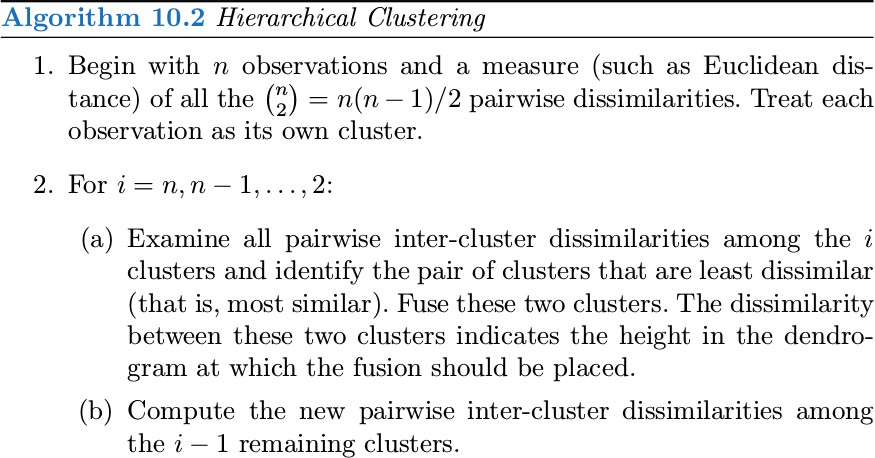 Algorithm 10.2 Hierarchical Clustering
1. Begin with n observations and a measure (such as Euclidean dis-
tance) of all the (n 2) = n(n − 1)/2 pairwise dissimilarities. Treat each
observation as its own cluster.
2. For i = n, n − 1, . . . , 2:
(a) Examine all pairwise inter-cluster dissimilarities among the i
clusters and identify the pair of clusters that are least dissimilar
(that is, most similar). Fuse these two clusters. The dissimilarity
between these two clusters indicates the height in the dendro-
gram at which the fusion should be placed.
(b) Compute the new pairwise inter-cluster dissimilarities among
the i − 1 remaining clusters.